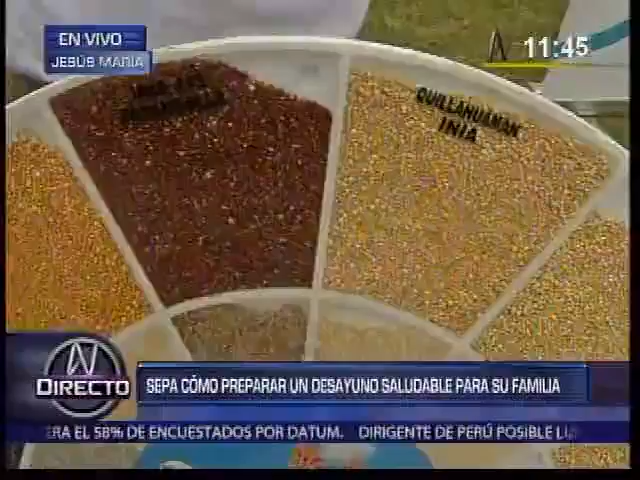 EN VIVO
JESÚS MARÍA
11:45
QUILLAHUAMAN
INIA
DIRECTO
SEPA CÓMO PREPARAR UN DESAYUNO SALUDABLE PARA SU FAMILIA
ERA EL 58% DE ENCUESTADOS POR DATUM. DIRIGENTE DE PERÚ POSIBLE